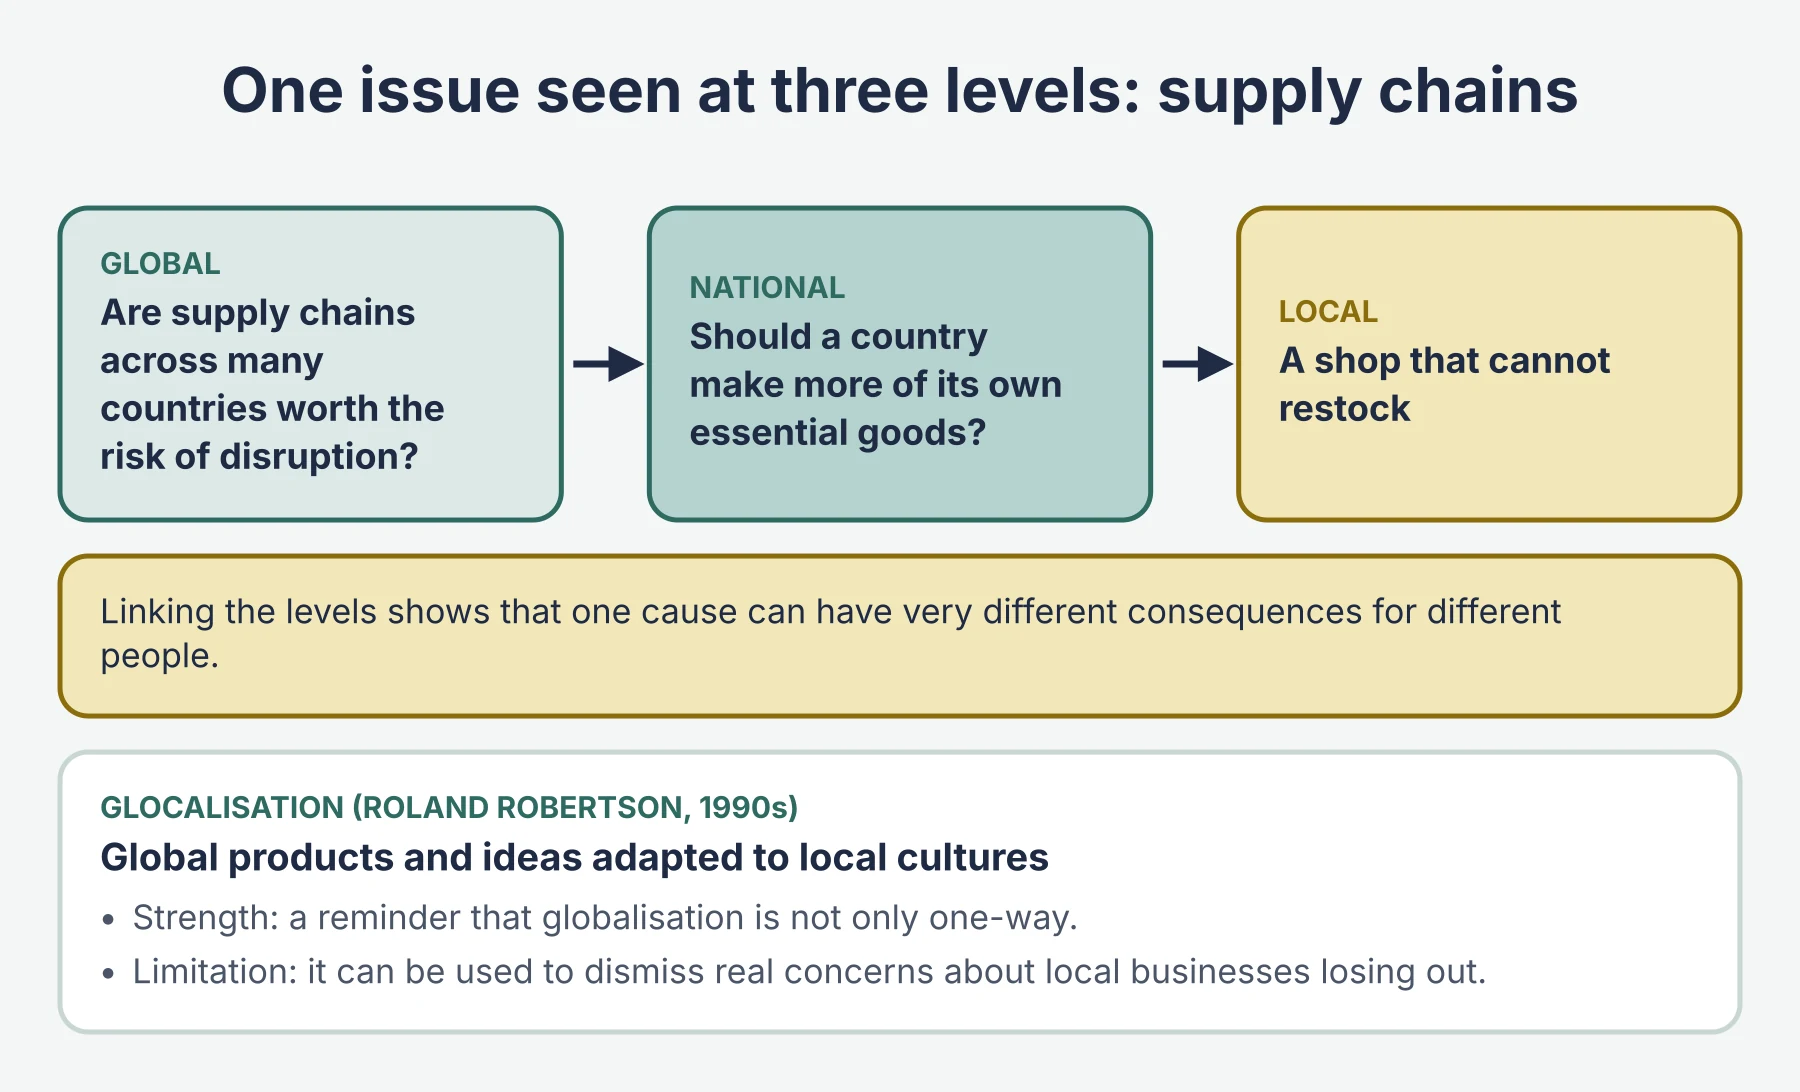 One issue seen at three levels: supply chains
GLOBAL
Are supply chains
across many
countries worth the
risk of disruption?
NATIONAL
Should a country
make more of its own
essential goods?
LOCAL
A shop that cannot
restock
Linking the levels shows that one cause can have very different consequences for different
people.
GLOCALISATION (ROLAND ROBERTSON, 1990s)
Global products and ideas adapted to local cultures
• Strength: a reminder that globalisation is not only one-way.
• Limitation: it can be used to dismiss real concerns about local businesses losing out.